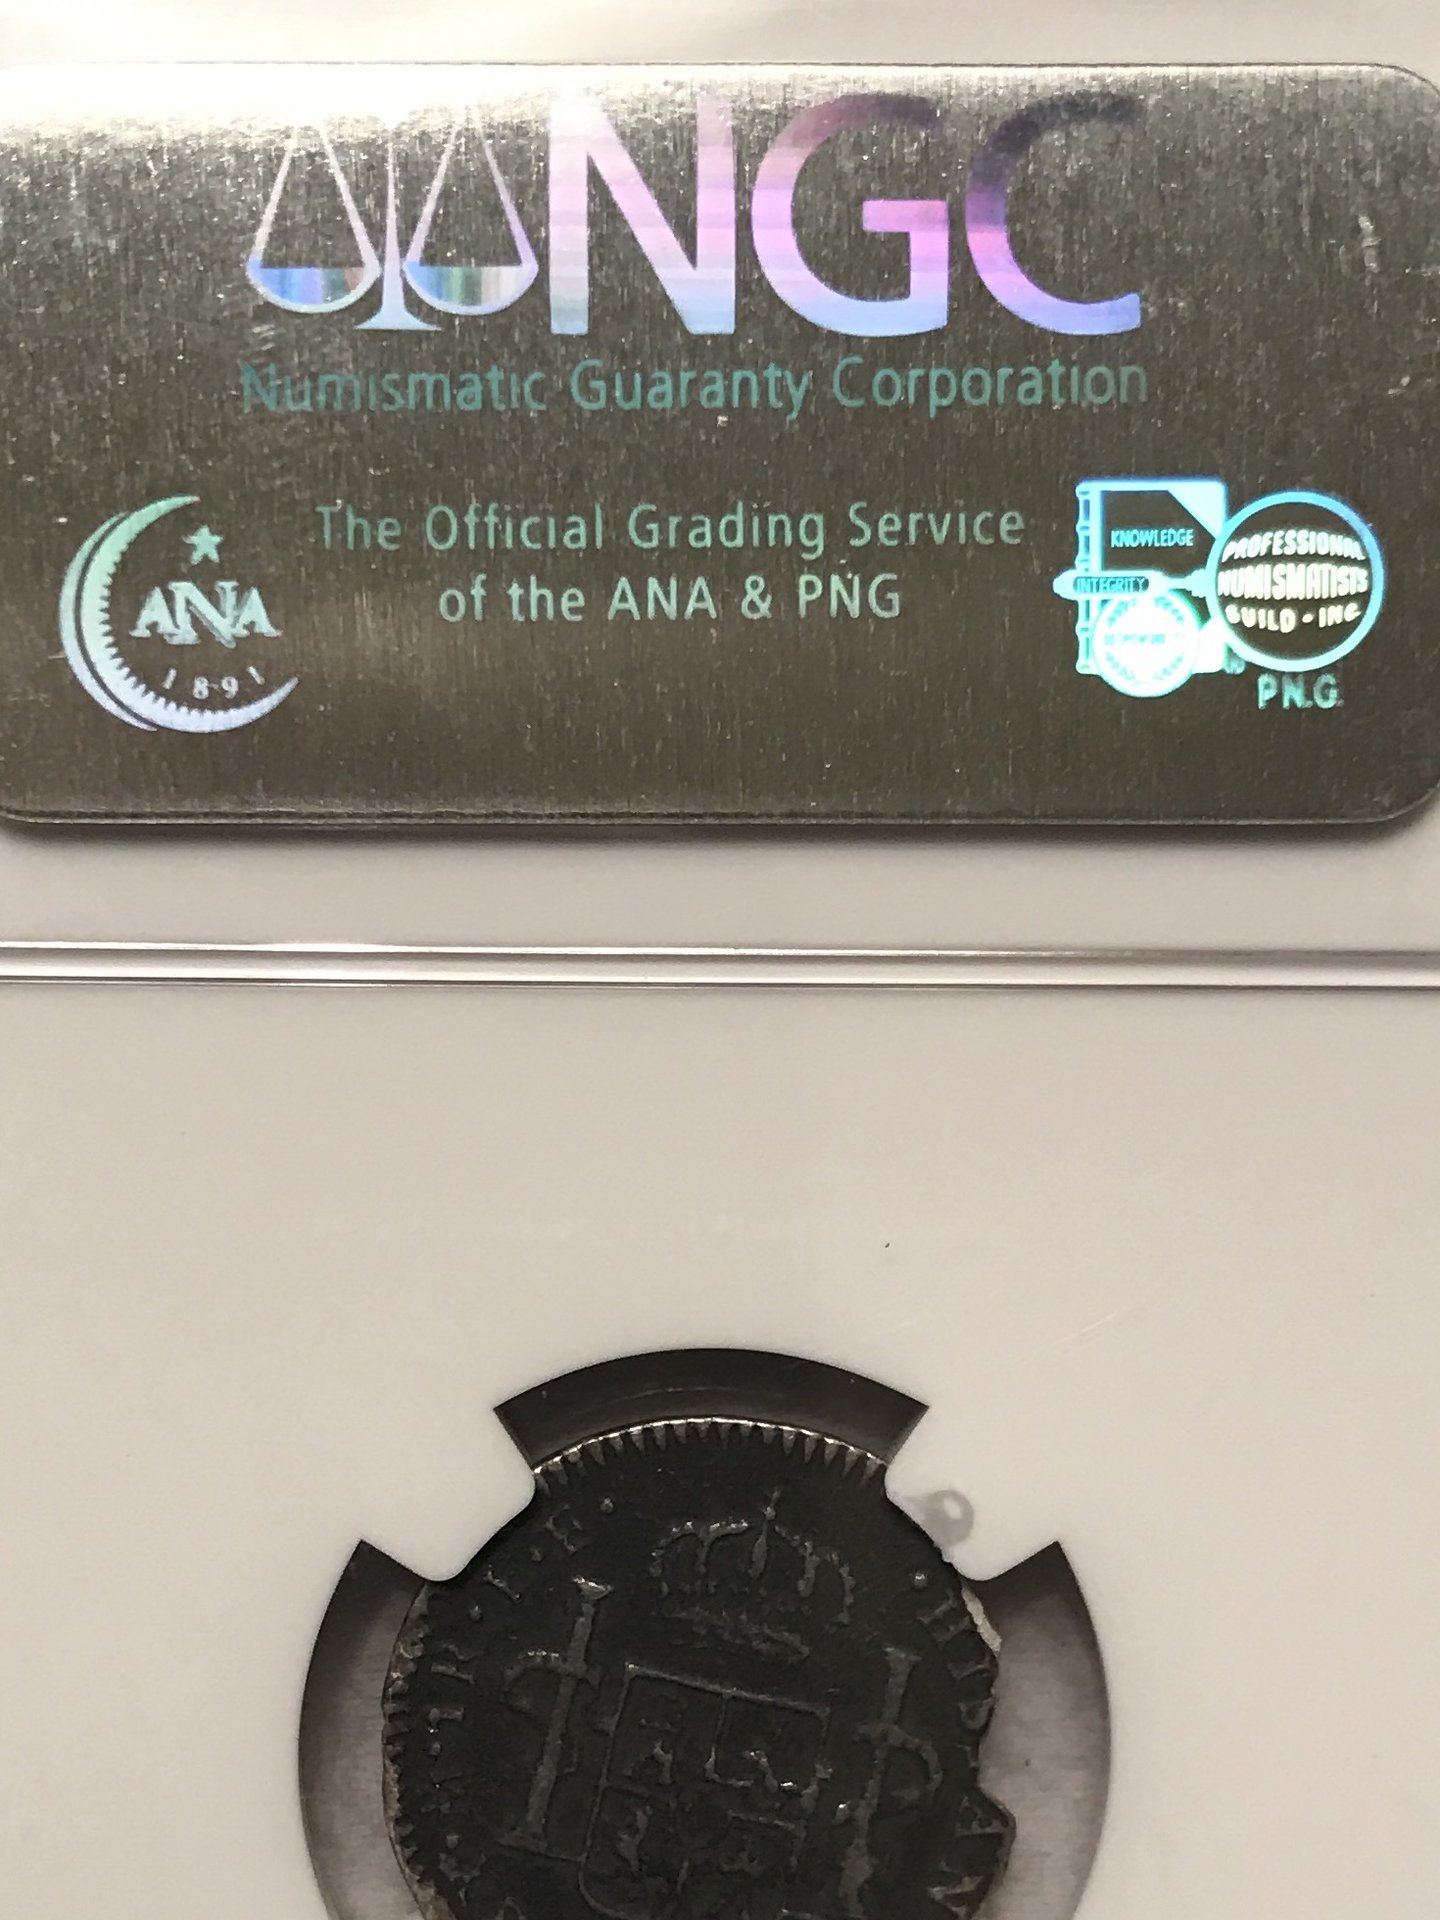 NGC
Numismatic Guaranty Corporation
The Official Grading Service
of the ANA & PNG
ANA
1891
KNOWLEDGE
INTEGRITY
PROFESSIONAL
NUMISMATISTS
GUILD • INC
P.N.G.
HISPAN